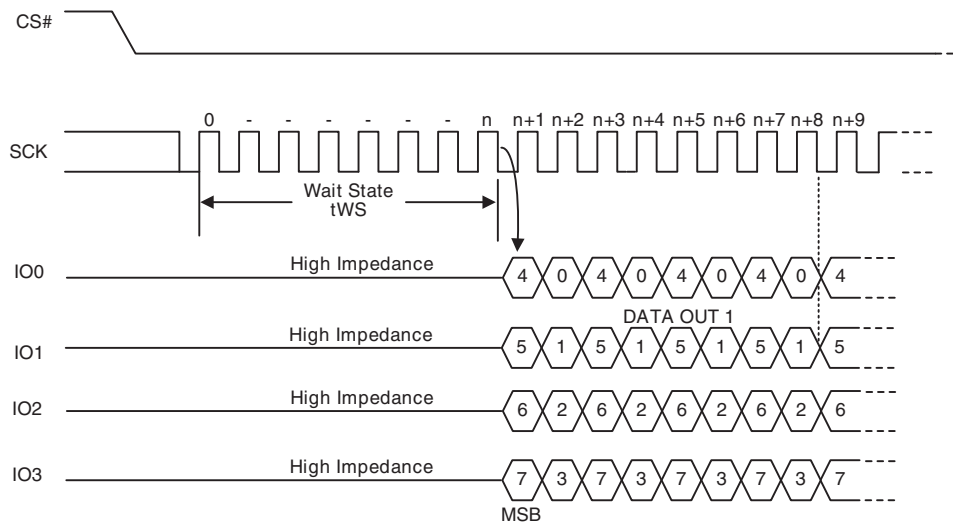 CS#
0 - - - - - - n n+1 n+2 n+3 n+4 n+5 n+6 n+7 n+8 n+9
SCK
Wait State
tWS
IO0 High Impedance 4 0 4 0 4 0 4 0 4
DATA OUT 1
IO1 High Impedance 5 1 5 1 5 1 5 1 5
IO2 High Impedance 6 2 6 2 6 2 6 2 6
IO3 High Impedance 7 3 7 3 7 3 7 3 7
MSB